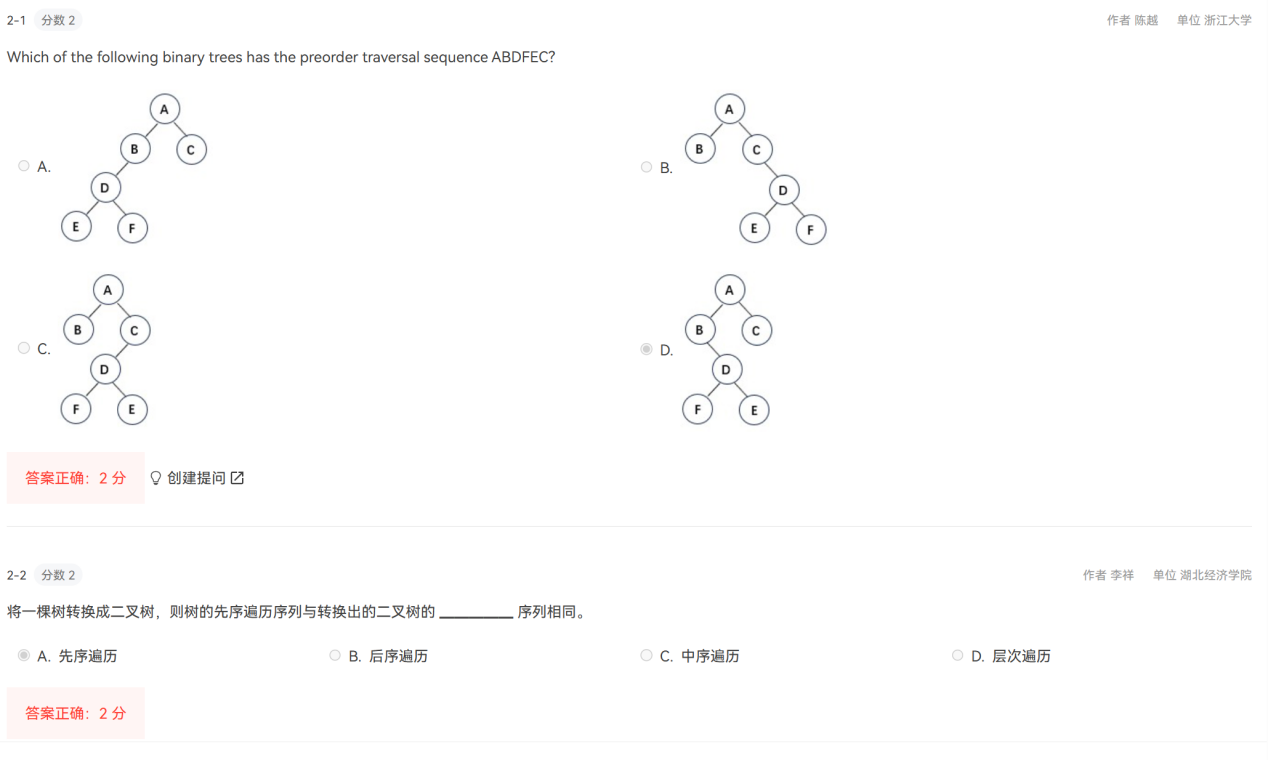 2-1 分数 2 作者 陈越 单位 浙江大学
Which of the following binary trees has the preorder traversal sequence ABDFEC?
A.
A
B C
D
E F
B.
A
B C
D
E F
C.
A
B C
D
F E
D.
A
B C
D
F E
答案正确：2 分 创建提问
2-2 分数 2 作者 李祥 单位 湖北经济学院
将一棵树转换成二叉树，则树的先序遍历序列与转换出的二叉树的 __________ 序列相同。
A. 先序遍历 B. 后序遍历 C. 中序遍历 D. 层次遍历
答案正确：2 分